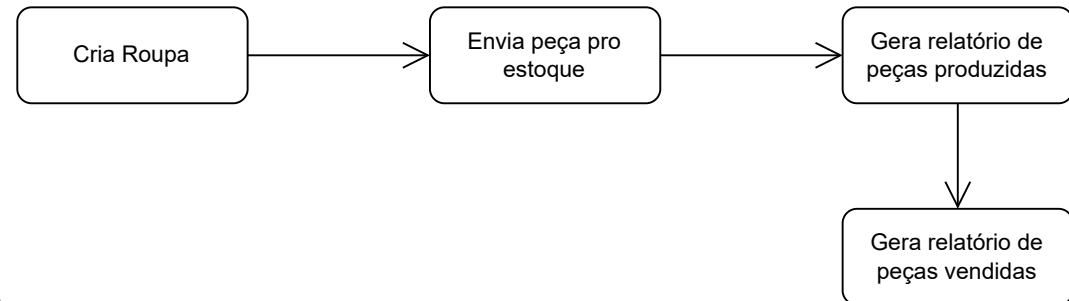 Cria Roupa
Envia peça pro
estoque
Gera relatório de
peças produzidas
Gera relatório de
peças vendidas